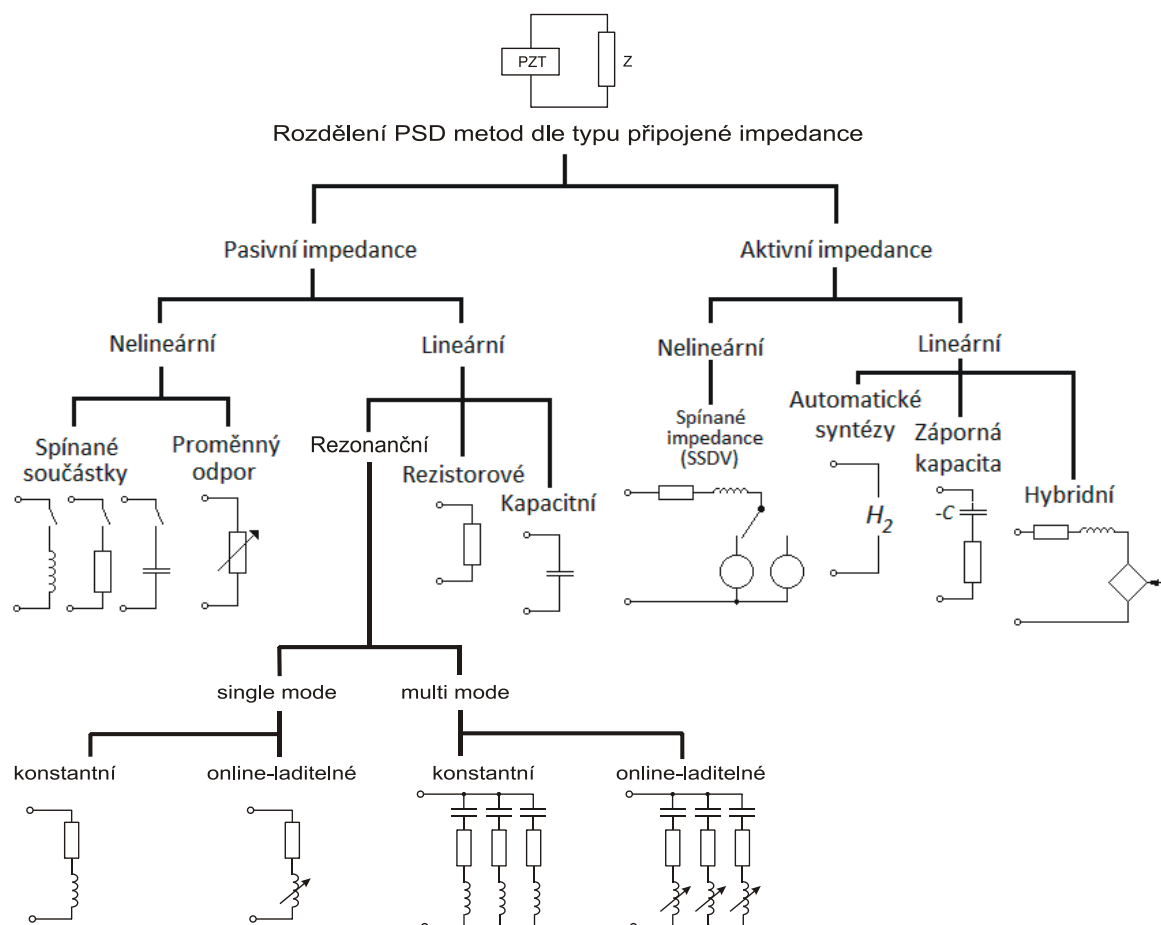 PZT
Z
Rozdělení PSD metod dle typu připojené impedance
Pasivní impedance
Aktivní impedance
Nelineární
Lineární
Nelineární
Lineární
Spínané
součástky
Proměnný
odpor
Rezonanční
Rezistorové
Kapacitní
Spínané
impedance
(SSDV)
Automatické
syntézy
Záporná
kapacita
Hybridní
H2
-C
single mode
multi mode
konstantní
online-laditelné
konstantní
online-laditelné